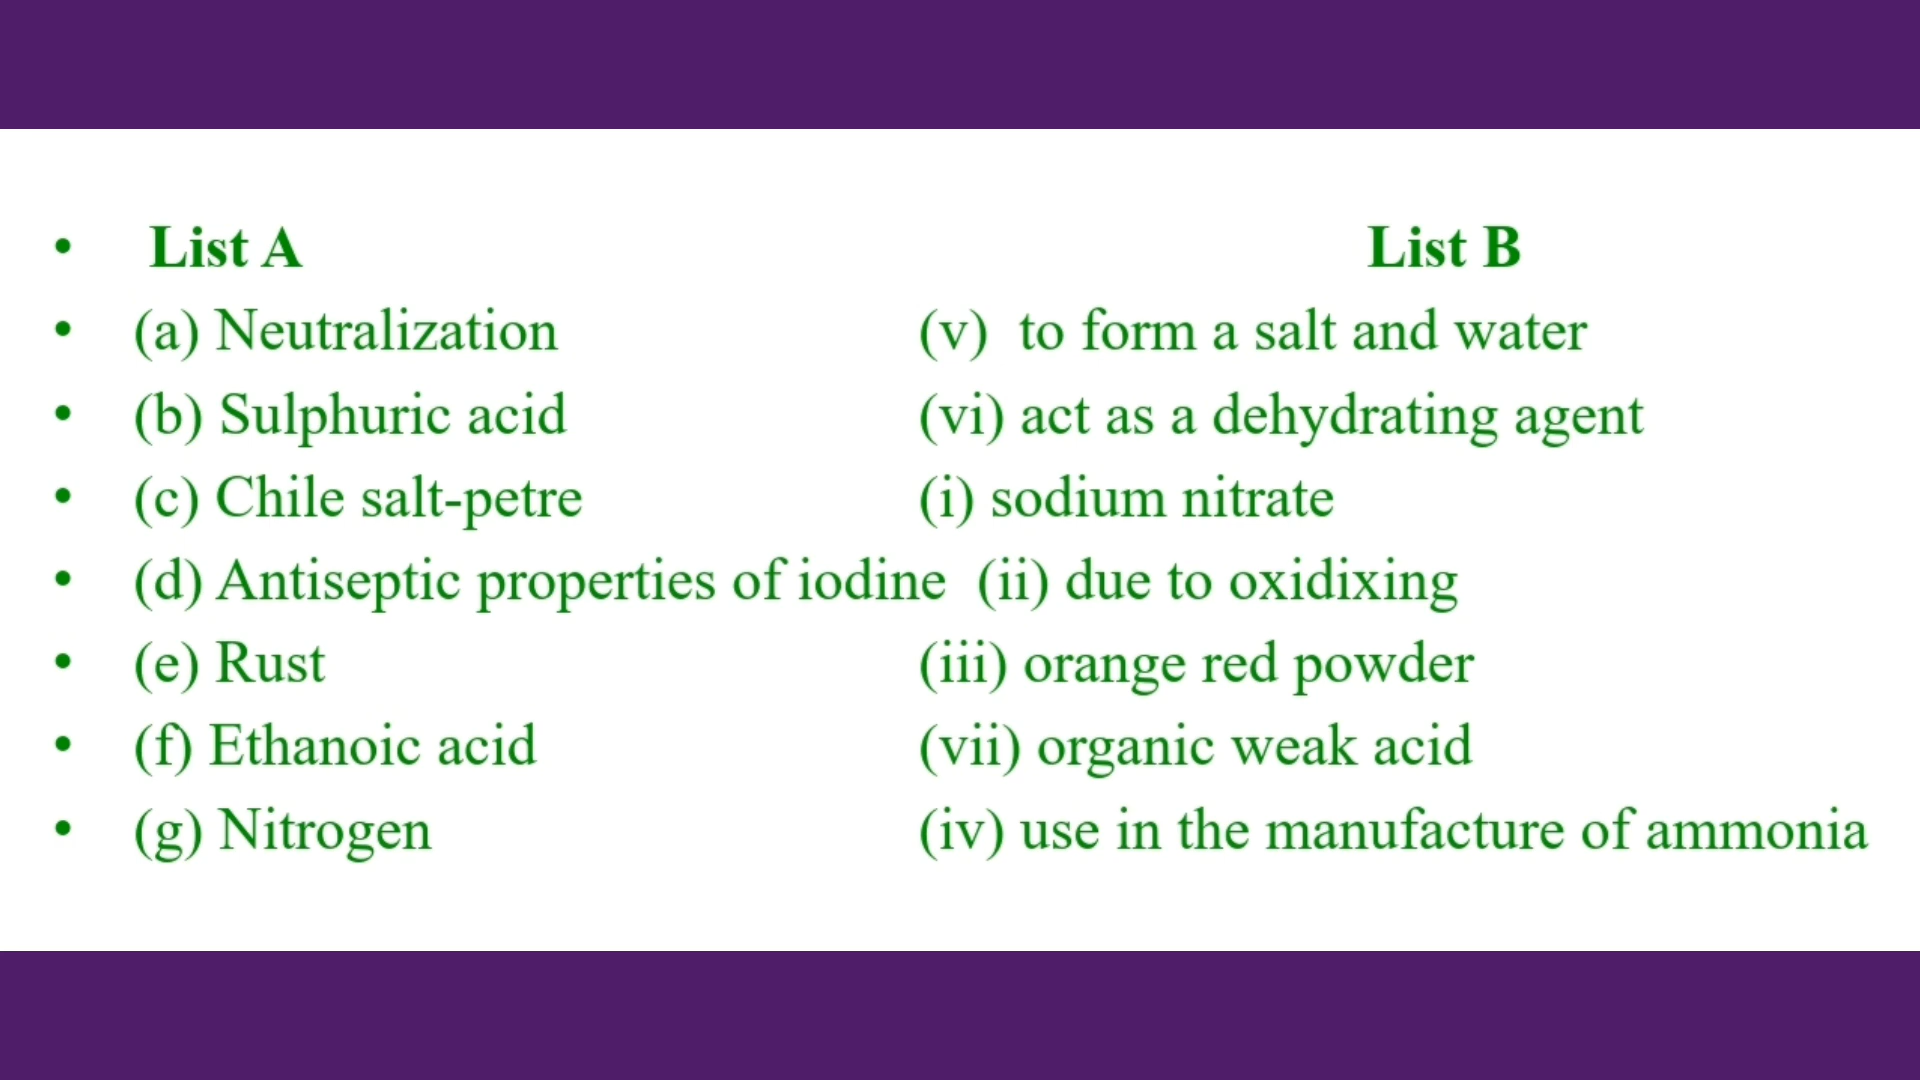 • List A List B
• (a) Neutralization (v) to form a salt and water
• (b) Sulphuric acid (vi) act as a dehydrating agent
• (c) Chile salt-petre (i) sodium nitrate
• (d) Antiseptic properties of iodine (ii) due to oxidixing
• (e) Rust (iii) orange red powder
• (f) Ethanoic acid (vii) organic weak acid
• (g) Nitrogen (iv) use in the manufacture of ammonia